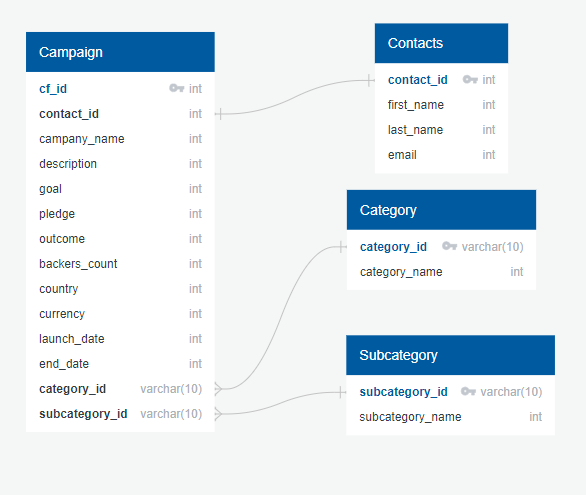 Campaign
cf_id int
contact_id int
campany_name int
description int
goal int
pledge int
outcome int
backers_count int
country int
currency int
launch_date int
end_date int
category_id varchar(10)
subcategory_id varchar(10)
Contacts
contact_id int
first_name int
last_name int
email int
Category
category_id varchar(10)
category_name int
Subcategory
subcategory_id varchar(10)
subcategory_name int